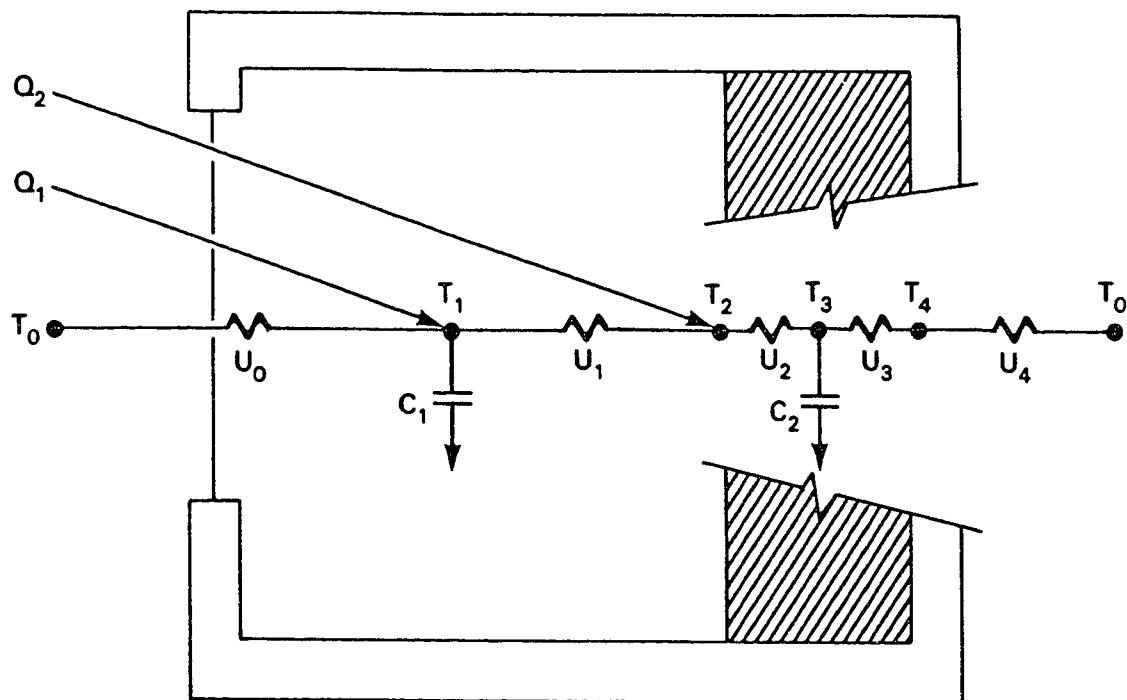 Q₂
Q₁
T₀ T₁ T₂ T₃ T₄ T₀
U₀ U₁ U₂ U₃ U₄
C₁ C₂